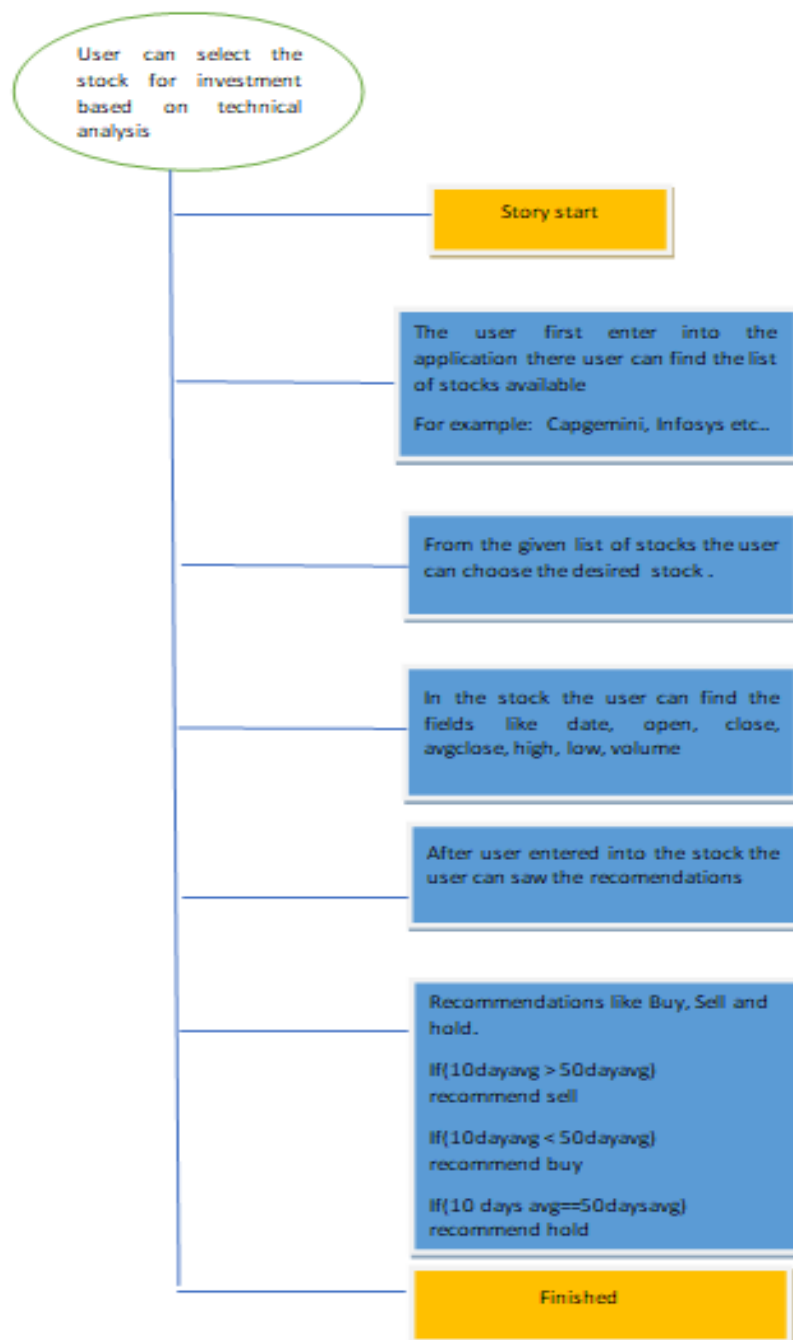 User can select the
stock for investment
based on technical
analysis
Story start
The user first enter into the
application there user can find the list
of stocks available
For example: Capgemini, Infosys etc..
From the given list of stocks the user
can choose the desired stock .
In the stock the user can find the
fields like date, open, close,
avgclose, high, low, volume
After user entered into the stock the
user can saw the recomendations
Recommendations like Buy, Sell and
hold.
If(10dayavg > 50dayavg)
recommend sell
If(10dayavg < 50dayavg)
recommend buy
If(10 days avg==50daysavg)
recommend hold
Finished